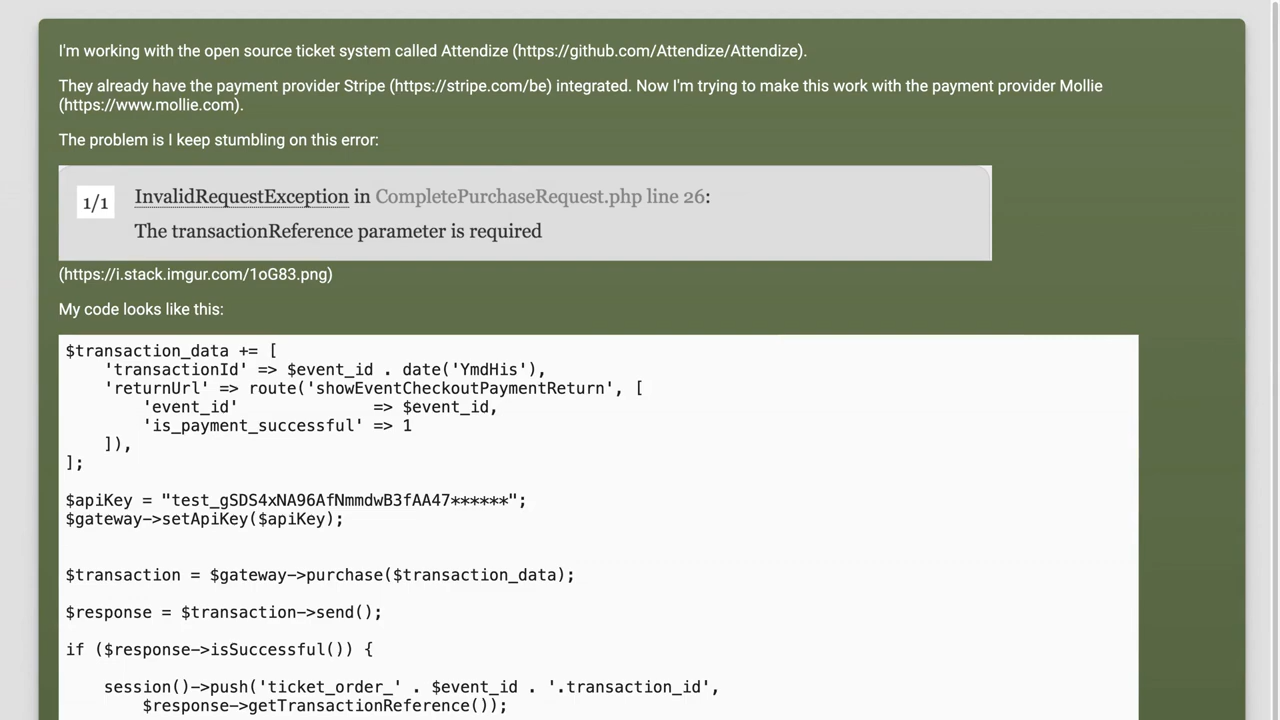 I'm working with the open source ticket system called Attendize (https://github.com/Attendize/Attendize).
They already have the payment provider Stripe (https://stripe.com/be) integrated. Now I'm trying to make this work with the payment provider Mollie
(https://www.mollie.com).
The problem is I keep stumbling on this error:
1/1 InvalidRequestException in CompletePurchaseRequest.php line 26:
The transactionReference parameter is required
(https://i.stack.imgur.com/1oG83.png)
My code looks like this:
$transaction_data += [
    'transactionId' => $event_id . date('YmdHis'),
    'returnUrl' => route('showEventCheckoutPaymentReturn', [
        'event_id'              => $event_id,
        'is_payment_successful' => 1
    ]),
];
$apiKey = "test_gSDS4xNA96AfNmmdwB3fAA47******";
$gateway->setApiKey($apiKey);
$transaction = $gateway->purchase($transaction_data);
$response = $transaction->send();
if ($response->isSuccessful()) {
    session()->push('ticket_order_' . $event_id . '.transaction_id',
        $response->getTransactionReference());